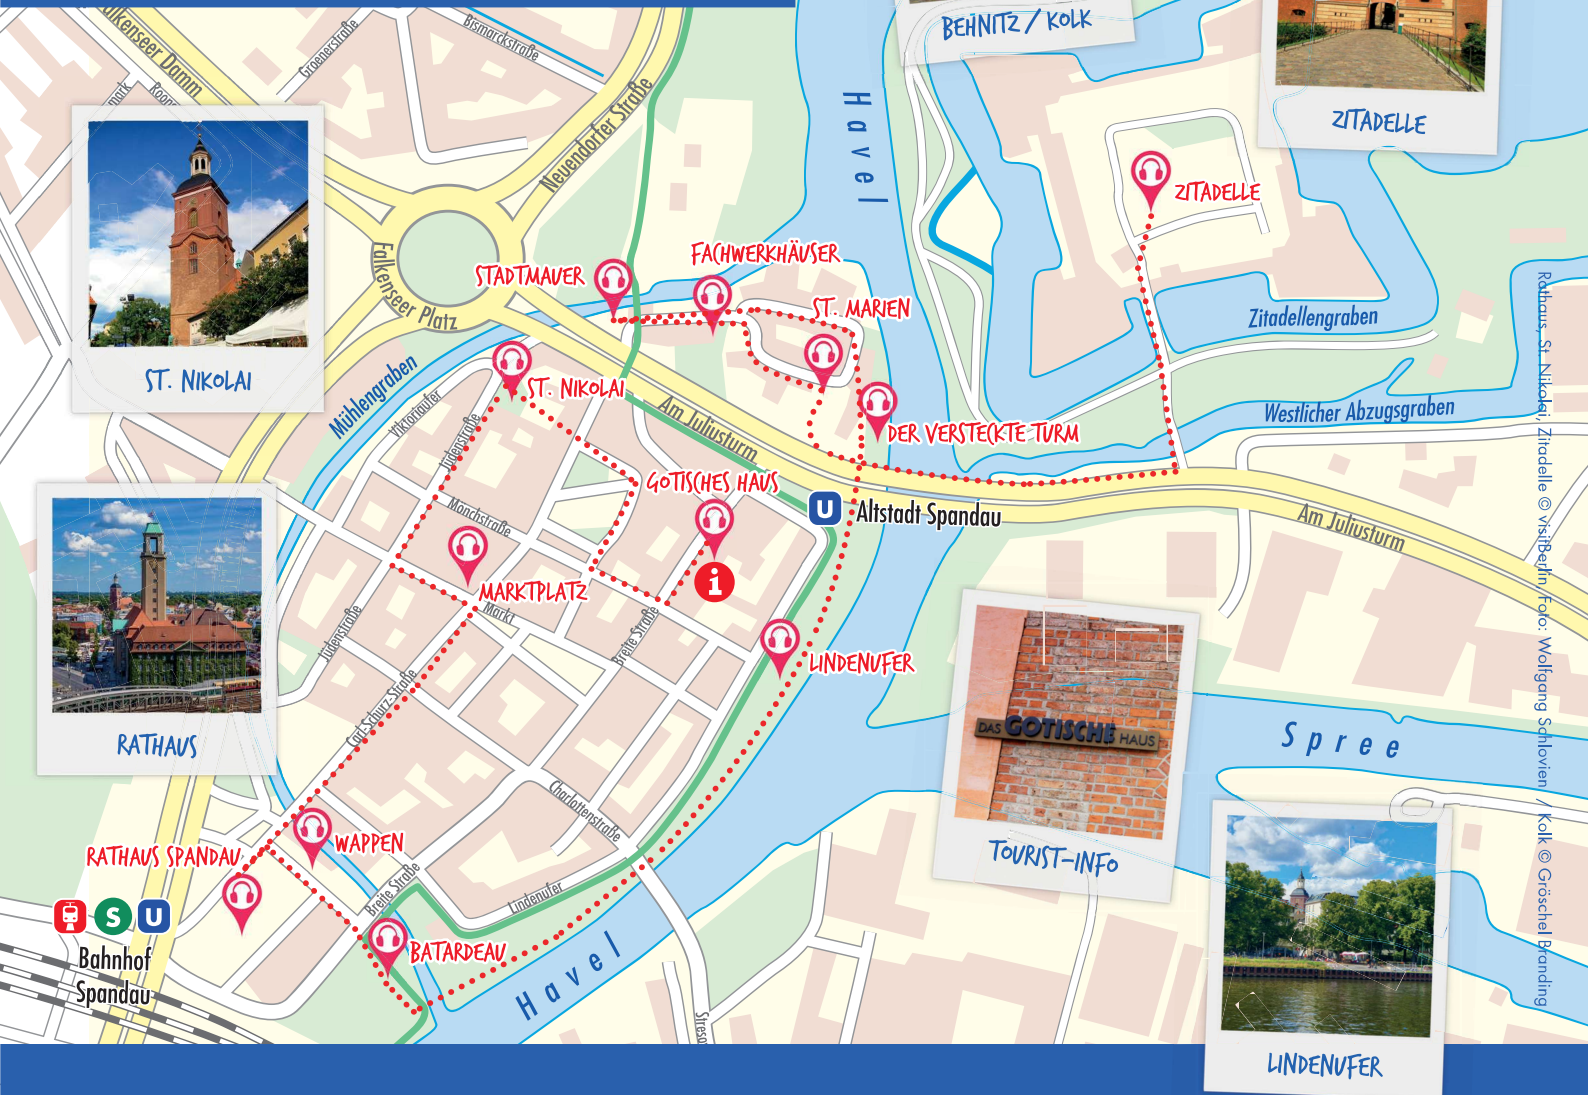 BEHNITZ / KOLK
ZITADELLE
Falkenseer Damm
Groenerstraße
Bismarckstraße
Neuendorfer Straße
Havel
ZITADELLE
FACHWERKHÄUSER
STADTMAUER
ST. MARIEN
Falkenseer Platz
Zitadellengraben
ST. NIKOLAI
Mühlengraben
ST. NIKOLAI
Viktoriaufer
Jüdenstraße
Am Juliusturm
DER VERSTECKTE TURM
Westlicher Abzugsgraben
GOTISCHES HAUS
U Altstadt Spandau
Am Juliusturm
Mönchstraße
i
MARKTPLATZ
Markt
Jüdenstraße
Breite Straße
LINDENUFER
DAS GOTISCHE HAUS
TOURIST-INFO
Spree
RATHAUS
Carl-Schurz-Straße
Charlottenstraße
WAPPEN
RATHAUS SPANDAU
Breite Straße
Lindenufer
S U
Bahnhof
Spandau
BATARDEAU
Havel
LINDENUFER
Rathaus, St. Nikolai, Zitadelle © visitBerlin, Foto: Wolfgang Schlovien / Kolk © Gröschel Branding